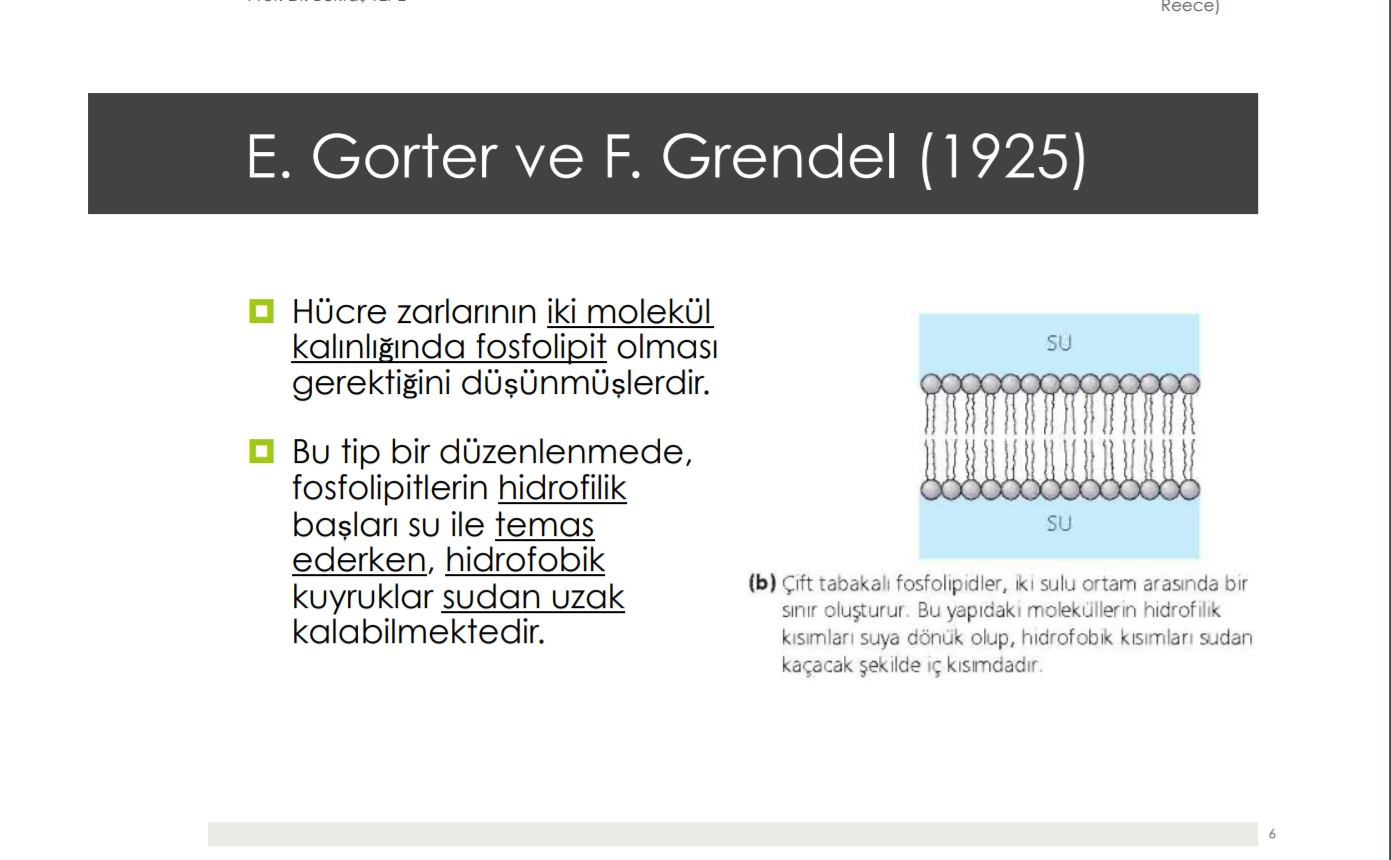 Reece)
E. Gorter ve F. Grendel (1925)
Hücre zarlarının iki molekül
kalınlığında fosfolipit olması
gerektiğini düşünmüşlerdir.
Bu tip bir düzenlenmede,
fosfolipitlerin hidrofilik
başları su ile temas
ederken, hidrofobik
kuyruklar sudan uzak
kalabilmektedir.
SU
SU
(b) Çift tabakalı fosfolipidler, iki sulu ortam arasında bir
sınır oluşturur. Bu yapıdaki moleküllerin hidrofilik
kısımları suya dönük olup, hidrofobik kısımları sudan
kaçacak şekilde iç kısımdadır.
6